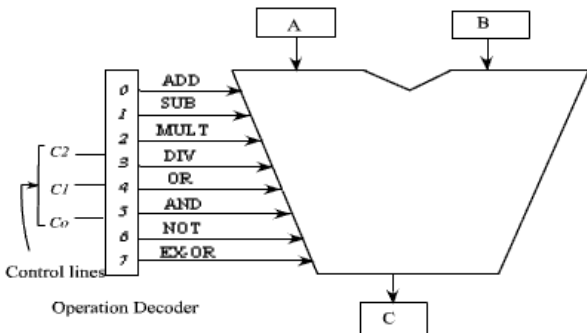 A
B
0 ADD
1 SUB
2 MULT
3 DIV
4 OR
5 AND
6 NOT
7 EX-OR
C2
C1
Co
Control lines
Operation Decoder
C